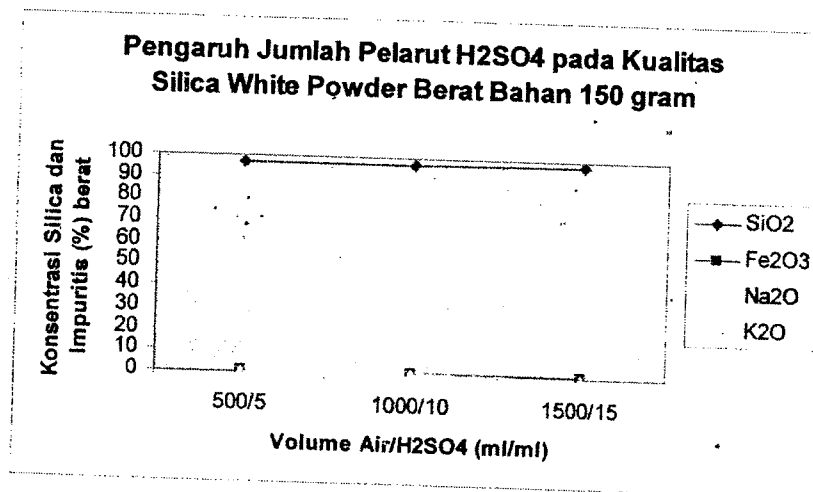 Pengaruh Jumlah Pelarut H2SO4 pada Kualitas
Silica White Powder Berat Bahan 150 gram
Konsentrasi Silica dan
Impuritis (%) berat
100
90
80
70
60
50
40
30
20
10
0
500/5
1000/10
1500/15
Volume Air/H2SO4 (ml/ml)
SiO2
Fe2O3
Na2O
K2O